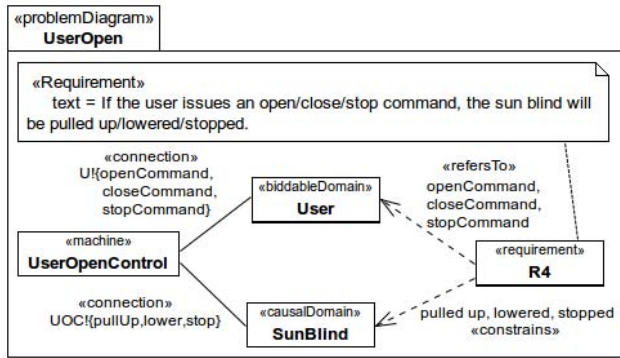 «problemDiagram»
UserOpen
«Requirement»
text = If the user issues an open/close/stop command, the sun blind will
be pulled up/lowered/stopped.
«connection»
U!{openCommand,
closeCommand,
stopCommand}
«biddableDomain»
User
«refersTo»
openCommand,
closeCommand,
stopCommand
«machine»
UserOpenControl
«requirement»
R4
«connection»
UOC!{pullUp,lower,stop}
«causalDomain»
SunBlind
pulled up, lowered, stopped
«constrains»